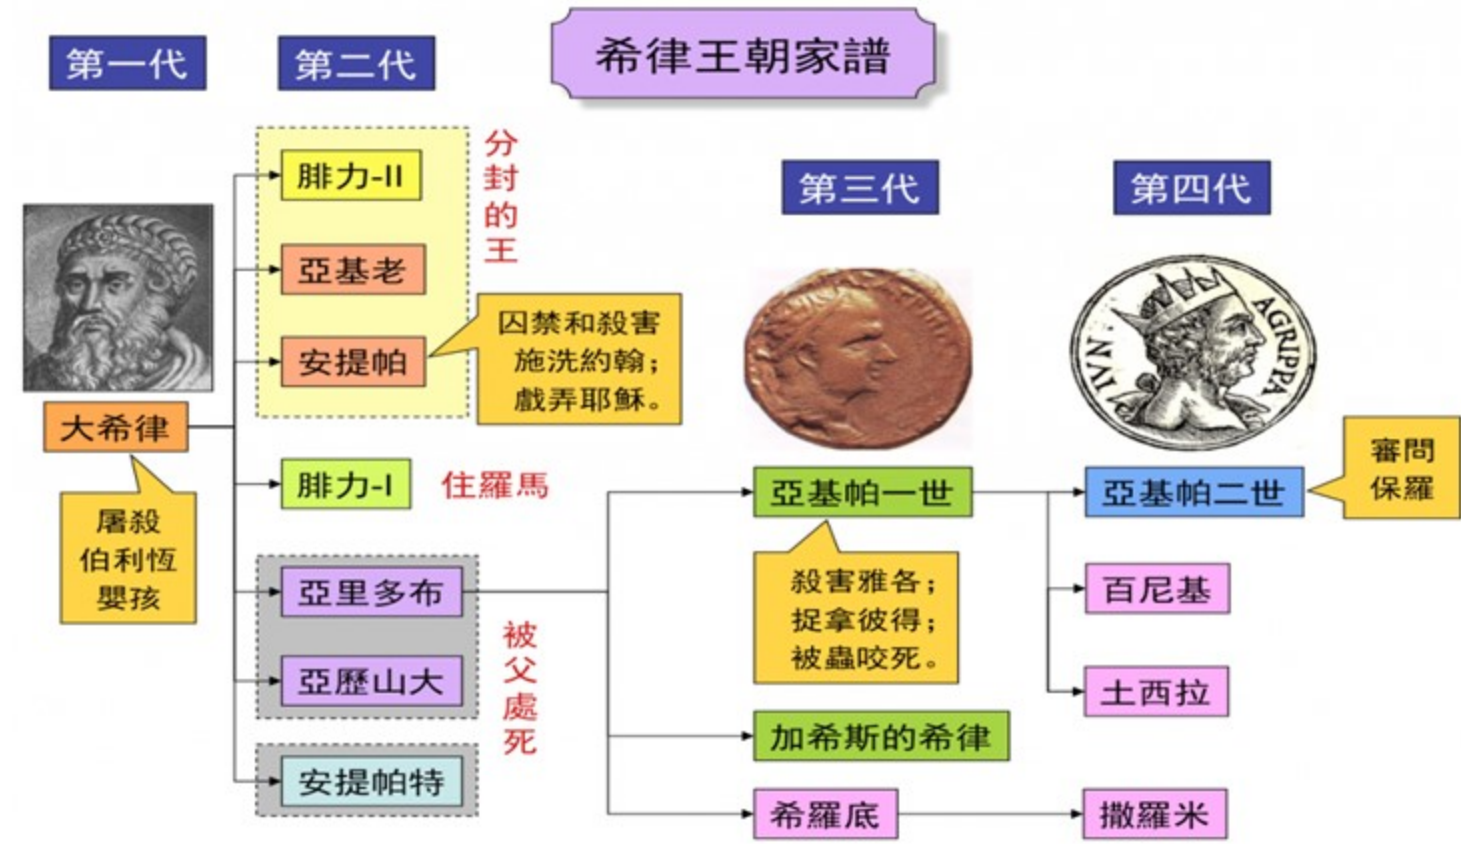 希律王朝家譜
第一代
第二代
第三代
第四代
大希律
屠殺
伯利恆
嬰孩
腓力-II
亞基老
安提帕
分封的王
囚禁和殺害
施洗約翰；
戲弄耶穌。
腓力-I
住羅馬
亞里多布
亞歷山大
安提帕特
被父處死
亞基帕一世
殺害雅各；
捉拿彼得；
被蟲咬死。
加希斯的希律
希羅底
IVN
AGRIPPA
亞基帕二世
審問
保羅
百尼基
土西拉
撒羅米